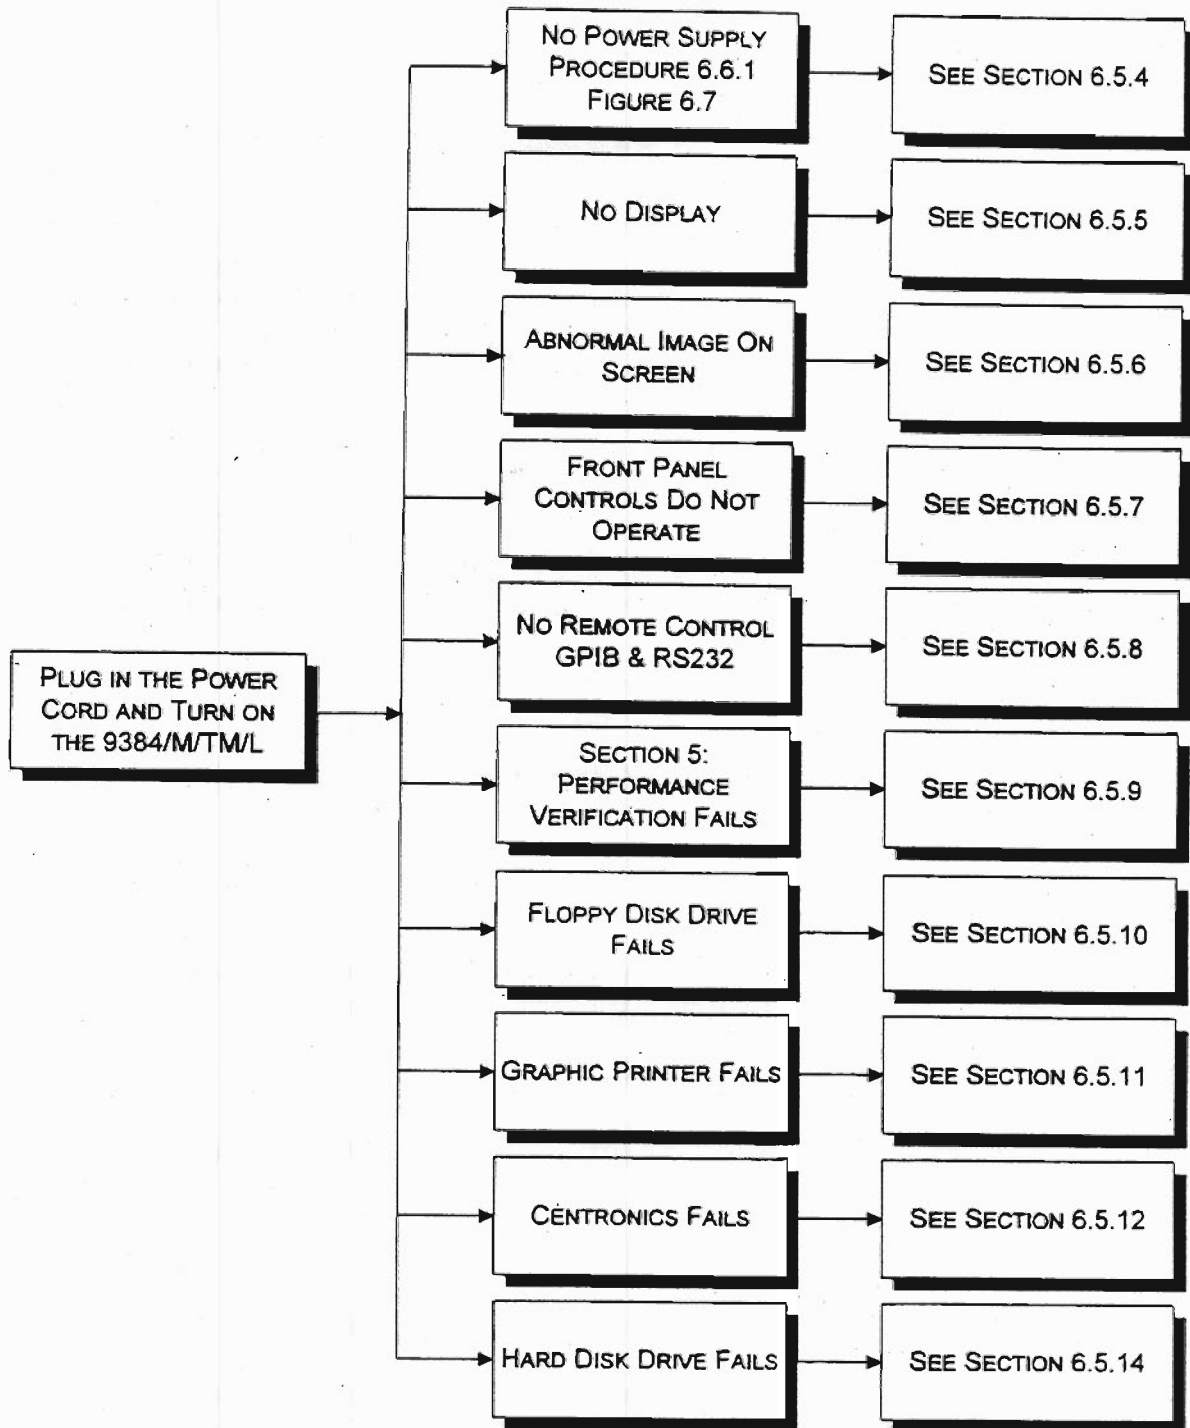 NO POWER SUPPLY
PROCEDURE 6.6.1
FIGURE 6.7
SEE SECTION 6.5.4
NO DISPLAY
SEE SECTION 6.5.5
ABNORMAL IMAGE ON
SCREEN
SEE SECTION 6.5.6
FRONT PANEL
CONTROLS DO NOT
OPERATE
SEE SECTION 6.5.7
NO REMOTE CONTROL
GPIB & RS232
SEE SECTION 6.5.8
PLUG IN THE POWER
CORD AND TURN ON
THE 9384/M/TM/L
SECTION 5:
PERFORMANCE
VERIFICATION FAILS
SEE SECTION 6.5.9
FLOPPY DISK DRIVE
FAILS
SEE SECTION 6.5.10
GRAPHIC PRINTER FAILS
SEE SECTION 6.5.11
CENTRONICS FAILS
SEE SECTION 6.5.12
HARD DISK DRIVE FAILS
SEE SECTION 6.5.14